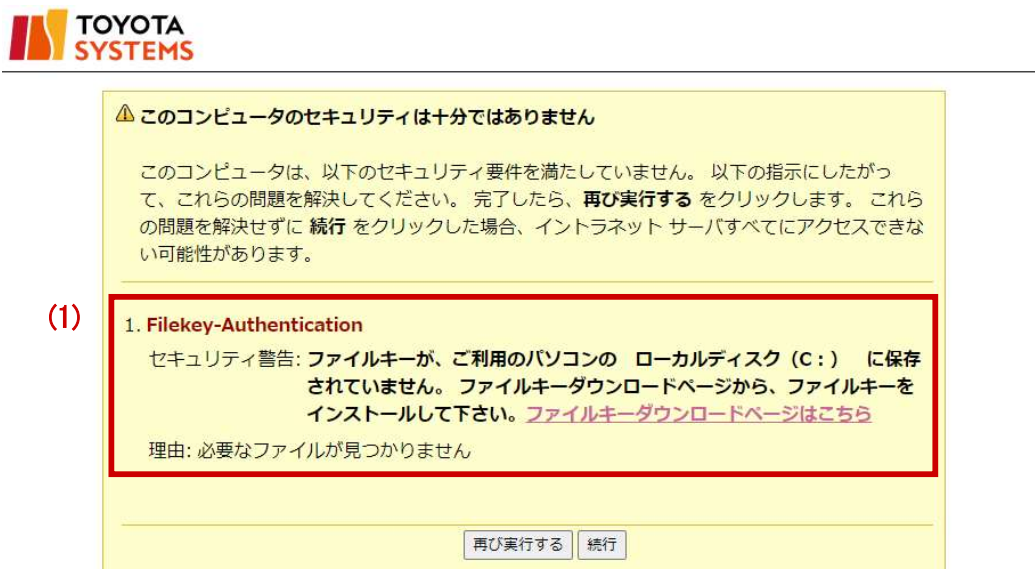 TOYOTA
SYSTEMS
このコンピュータのセキュリティは十分ではありません
このコンピュータは、以下のセキュリティ要件を満たしていません。 以下の指示にしたがっ
て、これらの問題を解決してください。 完了したら、再び実行する をクリックします。 これら
の問題を解決せずに 続行 をクリックした場合、イントラネット サーバすべてにアクセスできな
い可能性があります。
(1)
1. Filekey-Authentication
セキュリティ警告: ファイルキーが、ご利用のパソコンの　ローカルディスク（C：）　に保存
されていません。 ファイルキーダウンロードページから、ファイルキーを
インストールして下さい。ファイルキーダウンロードページはこちら
理由: 必要なファイルが見つかりません
再び実行する 続行